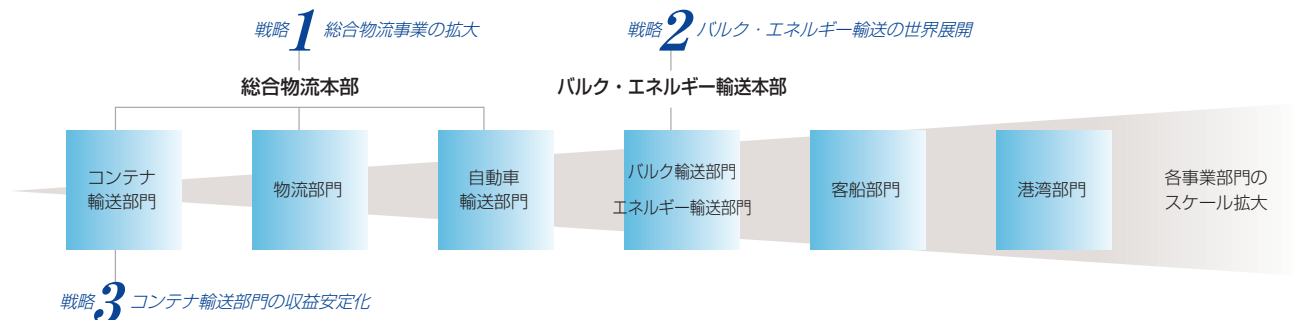 戦略1 総合物流事業の拡大
戦略2 バルク・エネルギー輸送の世界展開
総合物流本部
バルク・エネルギー輸送本部
コンテナ
輸送部門
物流部門
自動車
輸送部門
バルク輸送部門
エネルギー輸送部門
客船部門
港湾部門
各事業部門の
スケール拡大
戦略3 コンテナ輸送部門の収益安定化